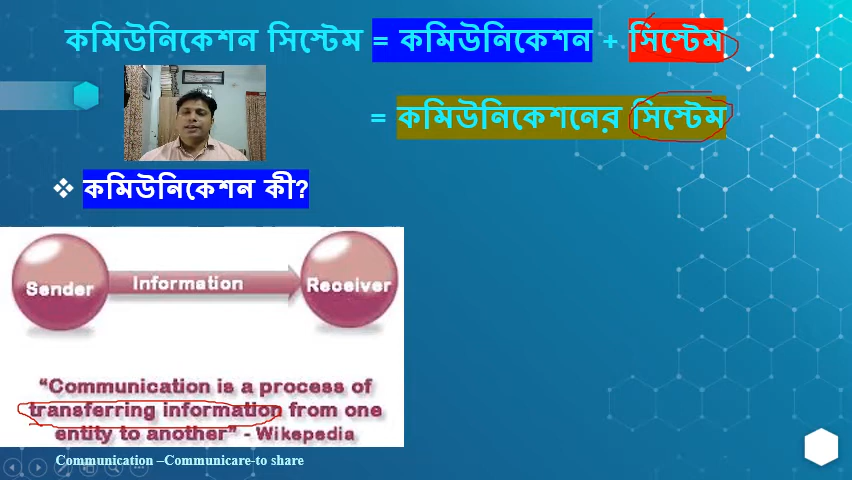 কমিউনিকেশন সিস্টেম = কমিউনিকেশন + সিস্টেম
= কমিউনিকেশনের সিস্টেম
❖ কমিউনিকেশন কী?
Sender Information Receiver
“Communication is a process of
transferring information from one
entity to another” - Wikepedia
Communication –Communicare-to share